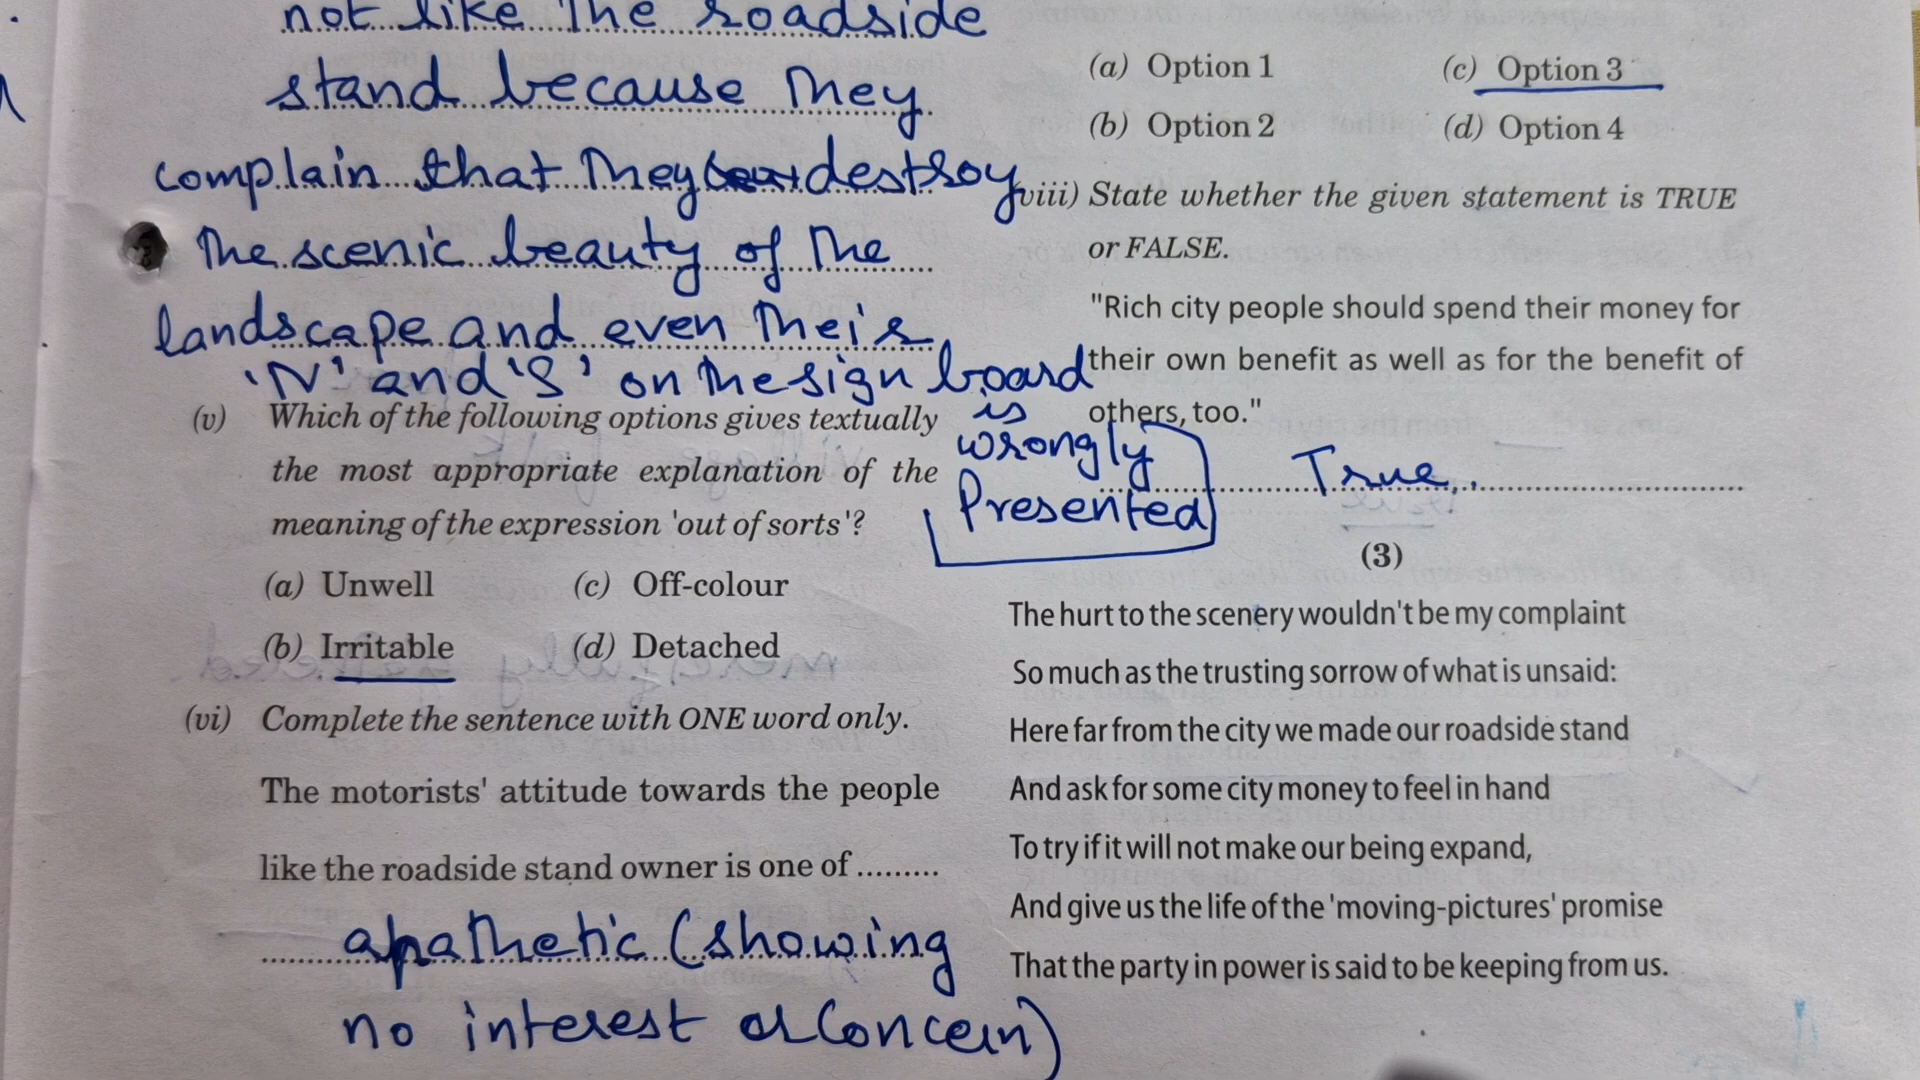 not like the roadside
stand because they
complain that they destroy
the scenic beauty of the
landscape and even their
'N' and 'S' on the sign board
is
wrongly
Presented
(v) Which of the following options gives textually
the most appropriate explanation of the
meaning of the expression 'out of sorts'?
(a) Unwell (c) Off-colour
(b) Irritable (d) Detached
(vi) Complete the sentence with ONE word only.
The motorists' attitude towards the people
like the roadside stand owner is one of .........
apathetic (showing
no interest or Concern)
(a) Option 1 (c) Option 3
(b) Option 2 (d) Option 4
viii) State whether the given statement is TRUE
or FALSE.
"Rich city people should spend their money for
their own benefit as well as for the benefit of
others, too."
True
(3)
The hurt to the scenery wouldn't be my complaint
So much as the trusting sorrow of what is unsaid:
Here far from the city we made our roadside stand
And ask for some city money to feel in hand
To try if it will not make our being expand,
And give us the life of the 'moving-pictures' promise
That the party in power is said to be keeping from us.